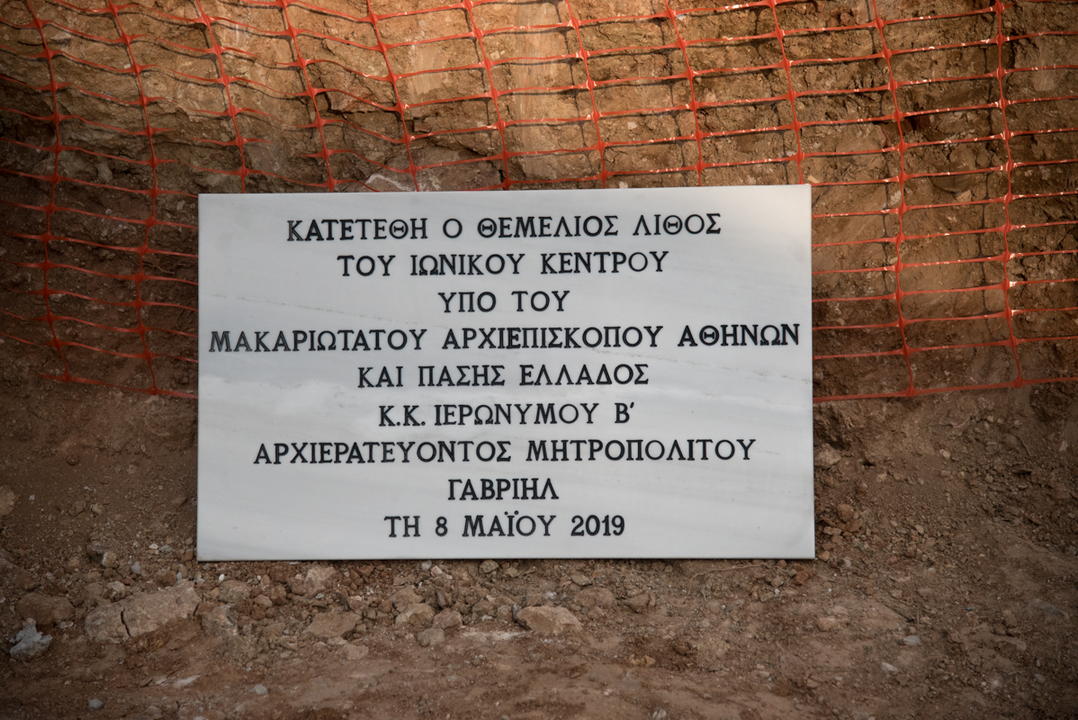 ΚΑΤΕΤΕΘΗ Ο ΘΕΜΕΛΙΟΣ ΛΙΘΟΣ
ΤΟΥ ΙΩΝΙΚΟΥ ΚΕΝΤΡΟΥ
ΥΠΟ ΤΟΥ
ΜΑΚΑΡΙΩΤΑΤΟΥ ΑΡΧΙΕΠΙΣΚΟΠΟΥ ΑΘΗΝΩΝ
ΚΑΙ ΠΑΣΗΣ ΕΛΛΑΔΟΣ
Κ.Κ. ΙΕΡΩΝΥΜΟΥ Β'
ΑΡΧΙΕΡΑΤΕΥΟΝΤΟΣ ΜΗΤΡΟΠΟΛΙΤΟΥ
ΓΑΒΡΙΗΛ
ΤΗ 8 ΜΑΪΟΥ 2019